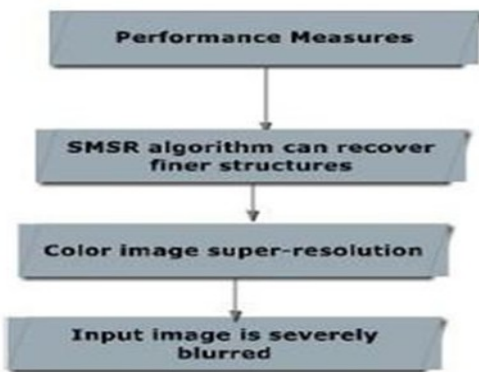 Performance Measures
SMSR algorithm can recover
finer structures
Color image super-resolution
Input image is severely
blurred